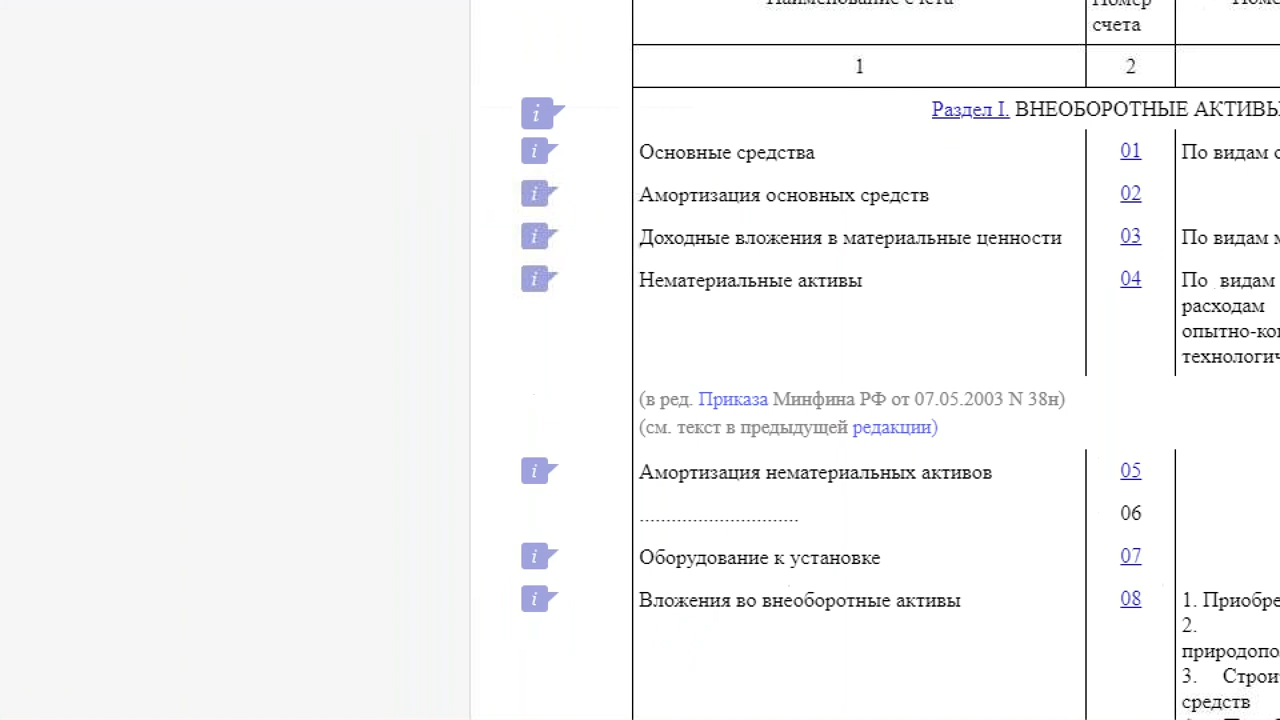 Наименование счета
Номер
счета
1
2
Раздел I. ВНЕОБОРОТНЫЕ АКТИВЫ
Основные средства 01 По видам
Амортизация основных средств 02
Доходные вложения в материальные ценности 03 По видам
Нематериальные активы 04 По видам
расходам
(в ред. Приказа Минфина РФ от 07.05.2003 N 38н)
(см. текст в предыдущей редакции)
Амортизация нематериальных активов 05
.............................. 06
Оборудование к установке 07
Вложения во внеоборотные активы 08 1.
2.
3.
средств